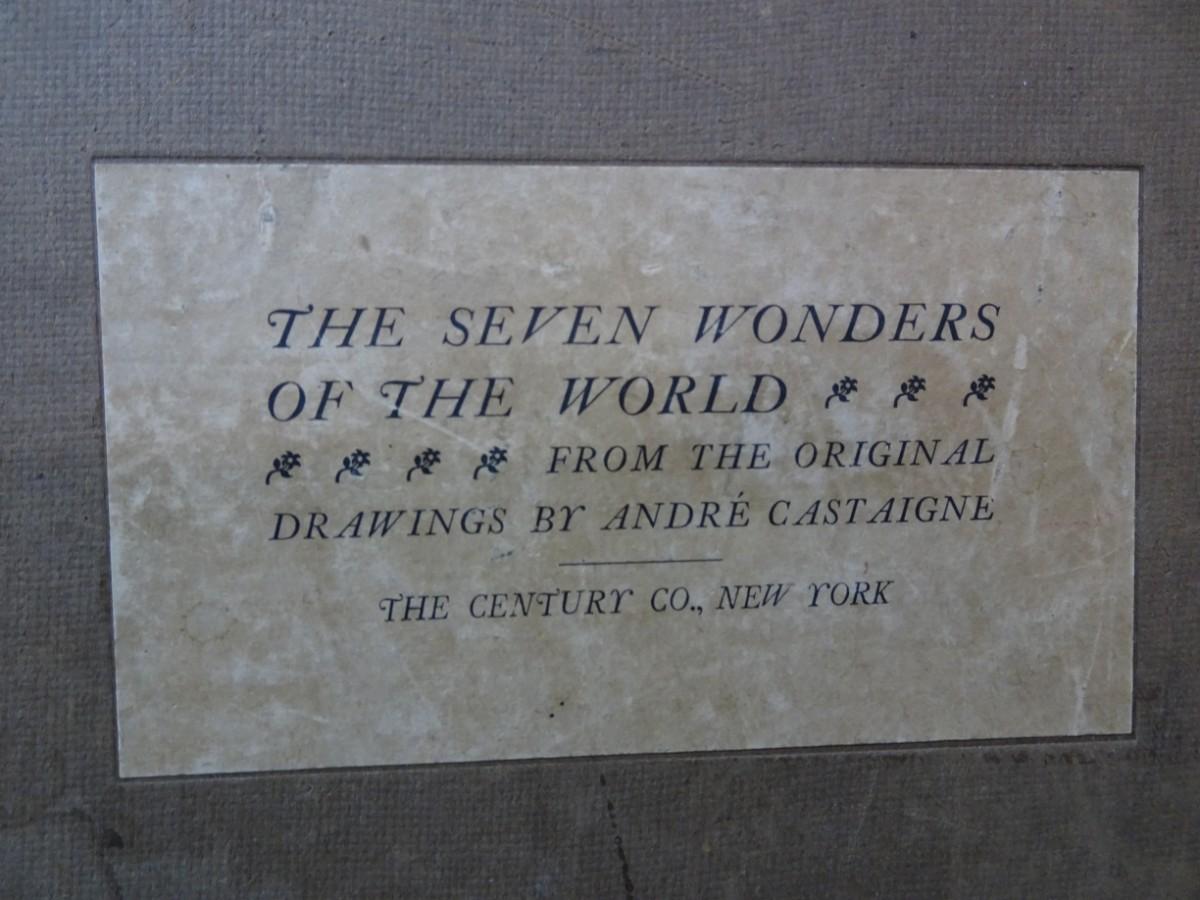 THE SEVEN WONDERS
OF THE WORLD
FROM THE ORIGINAL
DRAWINGS BY ANDRÉ CASTAIGNE
THE CENTURY CO., NEW YORK